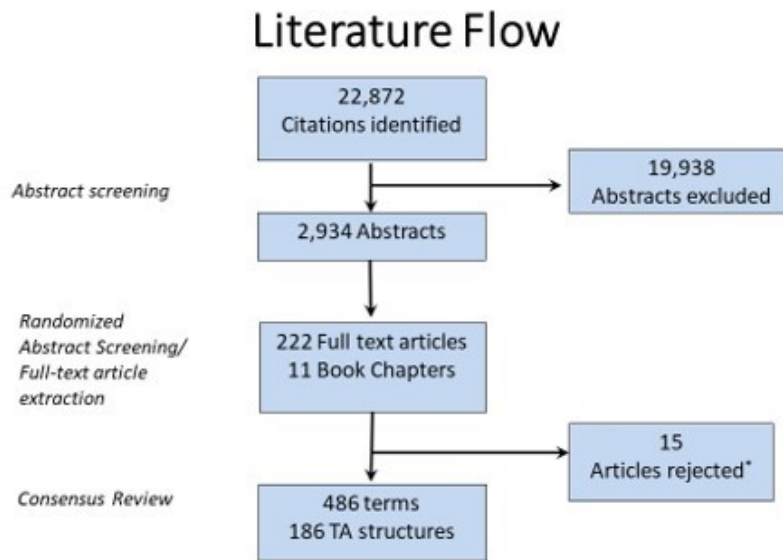 Literature Flow
22,872
Citations identified
Abstract screening
19,938
Abstracts excluded
2,934 Abstracts
Randomized
Abstract Screening/
Full-text article
extraction
222 Full text articles
11 Book Chapters
15
Articles rejected*
Consensus Review
486 terms
186 TA structures